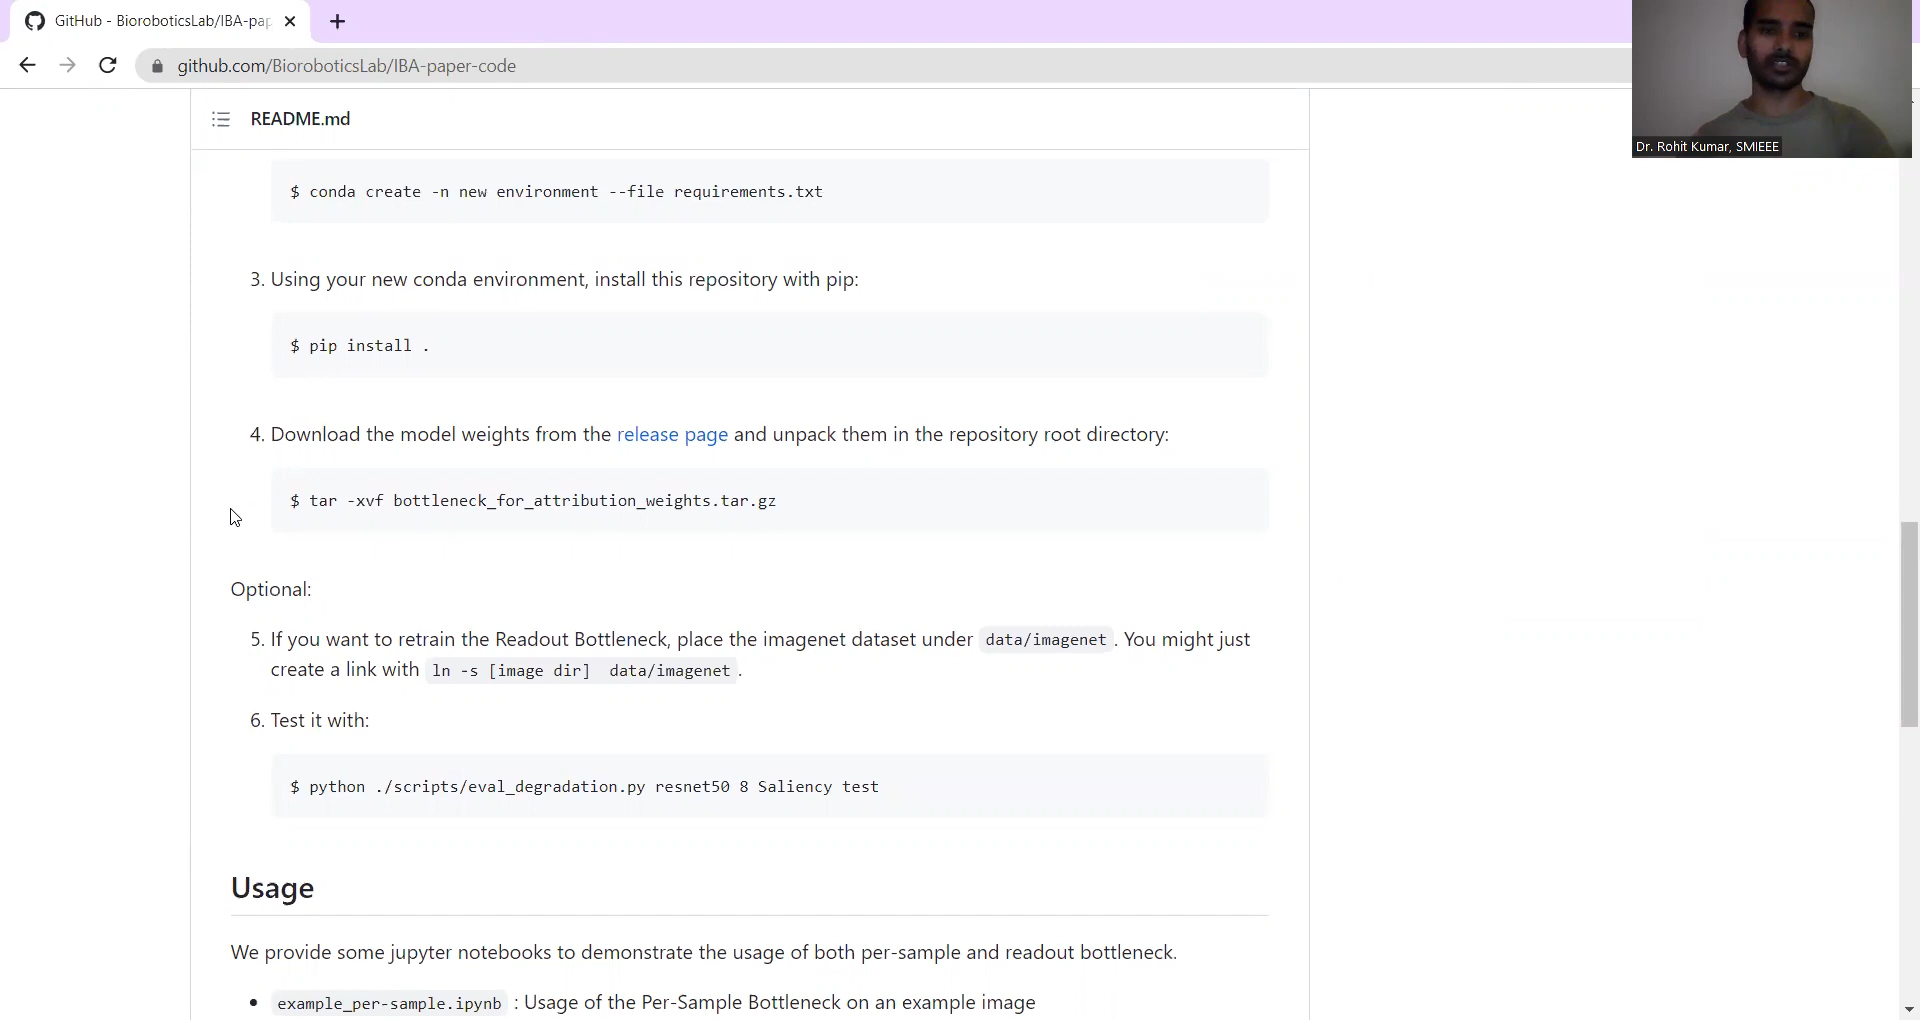 GitHub - BioroboticsLab/IBA-pap
github.com/BioroboticsLab/IBA-paper-code
Dr. Rohit Kumar, SMIEEE
README.md
$ conda create -n new environment --file requirements.txt
3. Using your new conda environment, install this repository with pip:
$ pip install .
4. Download the model weights from the release page and unpack them in the repository root directory:
$ tar -xvf bottleneck_for_attribution_weights.tar.gz
Optional:
5. If you want to retrain the Readout Bottleneck, place the imagenet dataset under data/imagenet. You might just
create a link with ln -s [image dir]  data/imagenet.
6. Test it with:
$ python ./scripts/eval_degradation.py resnet50 8 Saliency test
Usage
We provide some jupyter notebooks to demonstrate the usage of both per-sample and readout bottleneck.
• example_per-sample.ipynb : Usage of the Per-Sample Bottleneck on an example image